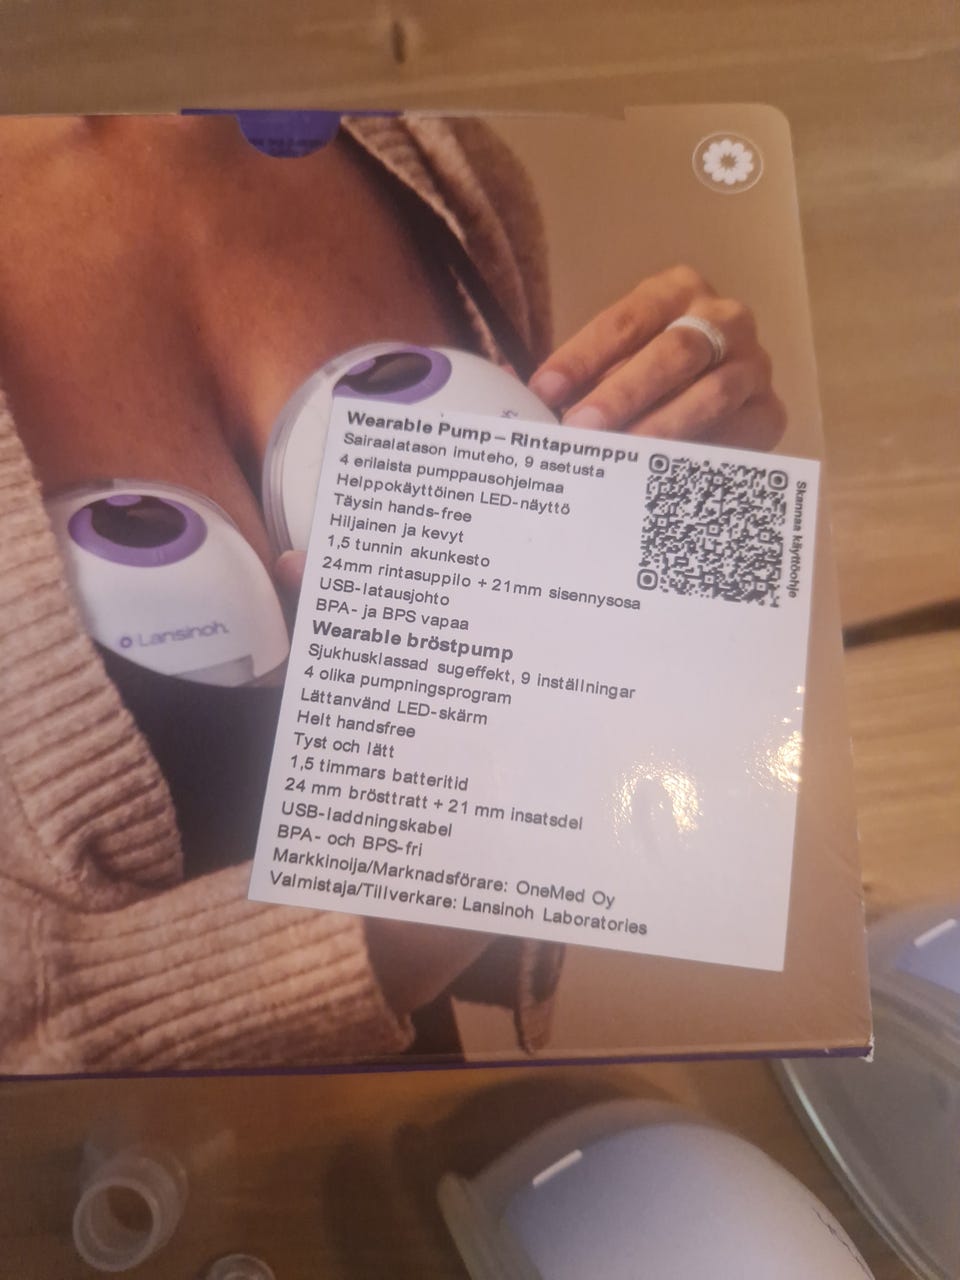 Lansinoh
Wearable Pump – Rintapumppu
Sairaalatason imuteho, 9 asetusta
4 erilaista pumppausohjelmaa
Helppokäyttöinen LED-näyttö
Täysin hands-free
Hiljainen ja kevyt
1,5 tunnin akunkesto
24mm rintasuppilo + 21mm sisennysosa
USB-latausjohto
BPA- ja BPS vapaa
Wearable bröstpump
Sjukhusklassad sugeffekt, 9 inställningar
4 olika pumpningsprogram
Lättanvänd LED-skärm
Helt handsfree
Tyst och lätt
1,5 timmars batteritid
24 mm brösttratt + 21 mm insatsdel
USB-laddningskabel
BPA- och BPS-fri
Markkinoija/Marknadsförare: OneMed Oy
Valmistaja/Tillverkare: Lansinoh Laboratories
Skannaa käyttöohje